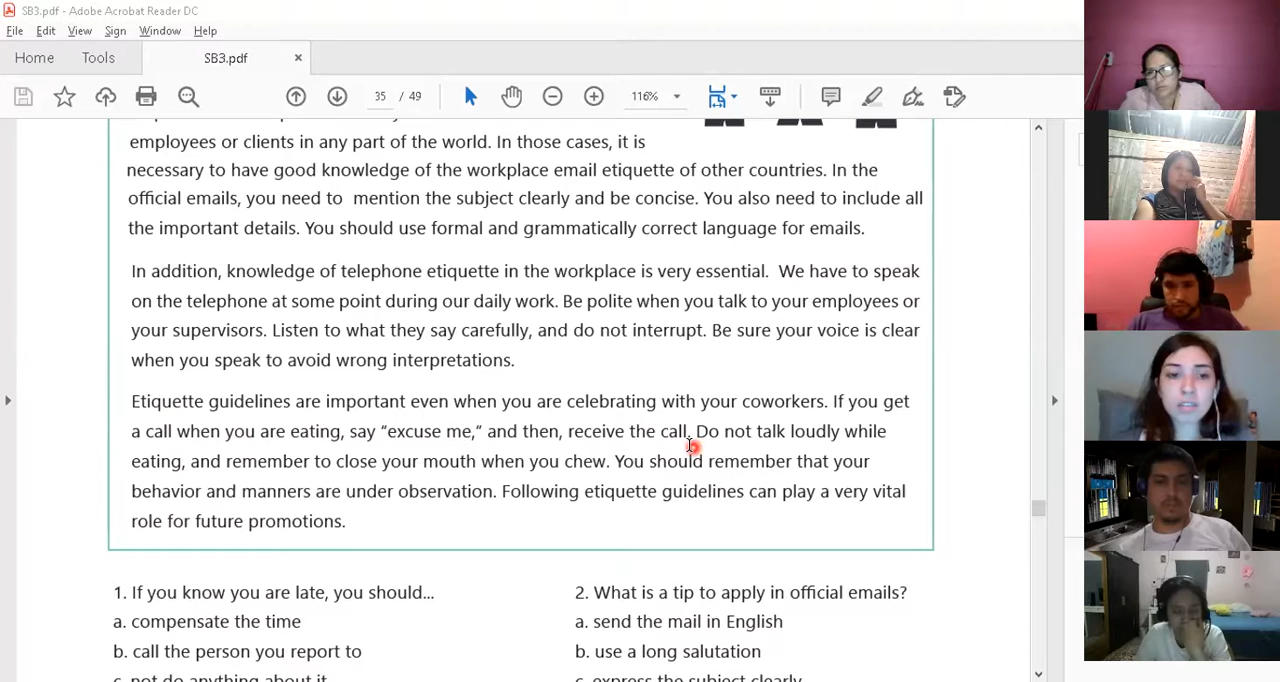 SB3.pdf - Adobe Acrobat Reader DC
File Edit View Sign Window Help
Home Tools SB3.pdf ×
35 / 49 116%
employees or clients in any part of the world. In those cases, it is
necessary to have good knowledge of the workplace email etiquette of other countries. In the
official emails, you need to mention the subject clearly and be concise. You also need to include all
the important details. You should use formal and grammatically correct language for emails.
In addition, knowledge of telephone etiquette in the workplace is very essential. We have to speak
on the telephone at some point during our daily work. Be polite when you talk to your employees or
your supervisors. Listen to what they say carefully, and do not interrupt. Be sure your voice is clear
when you speak to avoid wrong interpretations.
Etiquette guidelines are important even when you are celebrating with your coworkers. If you get
a call when you are eating, say “excuse me,” and then, receive the call. Do not talk loudly while
eating, and remember to close your mouth when you chew. You should remember that your
behavior and manners are under observation. Following etiquette guidelines can play a very vital
role for future promotions.
1. If you know you are late, you should...
a. compensate the time
b. call the person you report to
c. not do anything about it
2. What is a tip to apply in official emails?
a. send the mail in English
b. use a long salutation
c. express the subject clearly